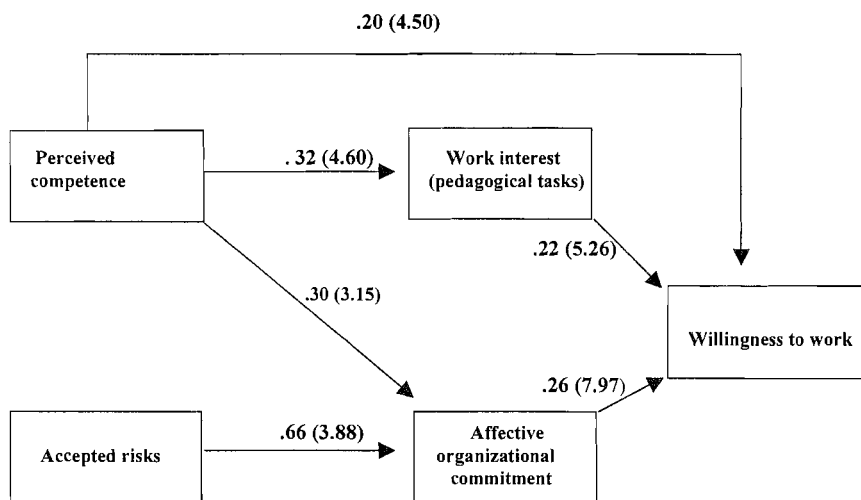 .20 (4.50)
Perceived
competence
. 32 (4.60)
Work interest
(pedagogical tasks)
.22 (5.26)
.30 (3.15)
Willingness to work
.26 (7.97)
Accepted risks
.66 (3.88)
Affective
organizational
commitment